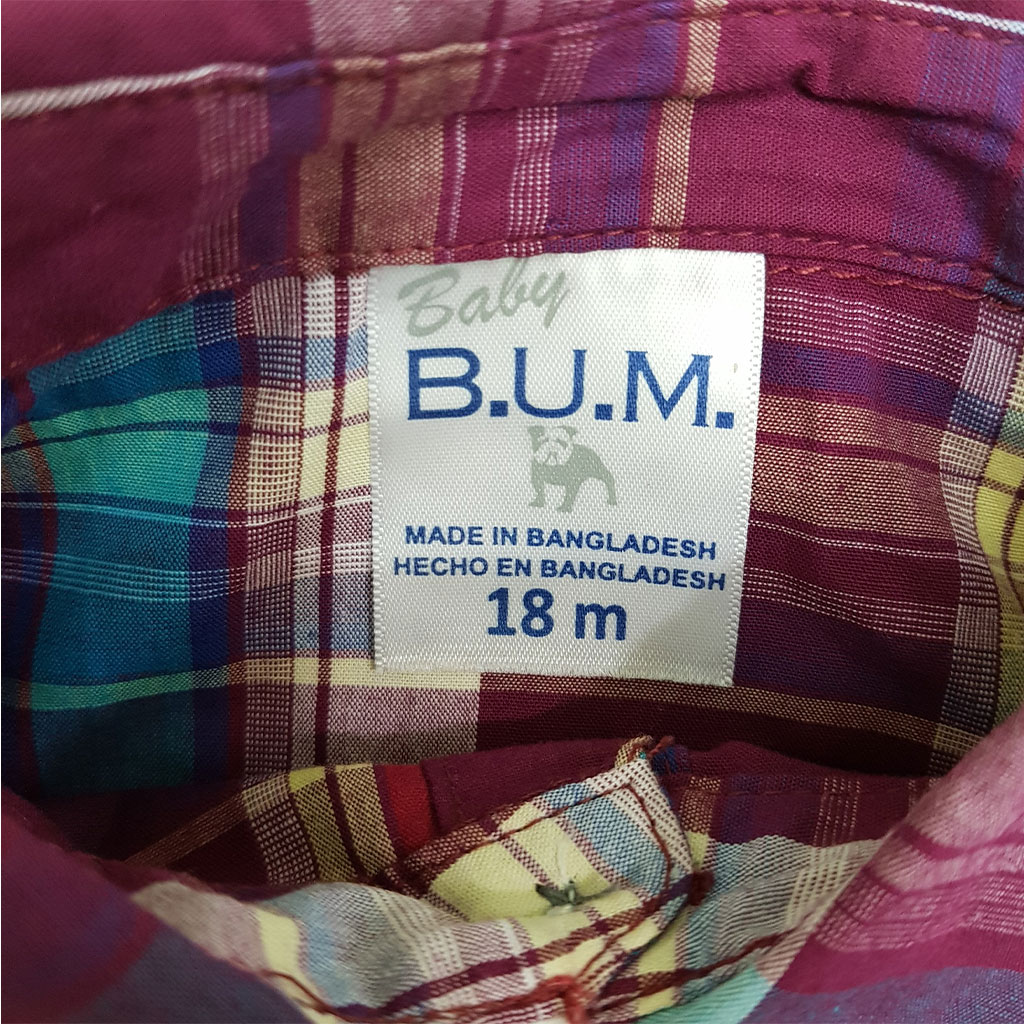 Baby
B.U.M.
MADE IN BANGLADESH
HECHO EN BANGLADESH
18 m